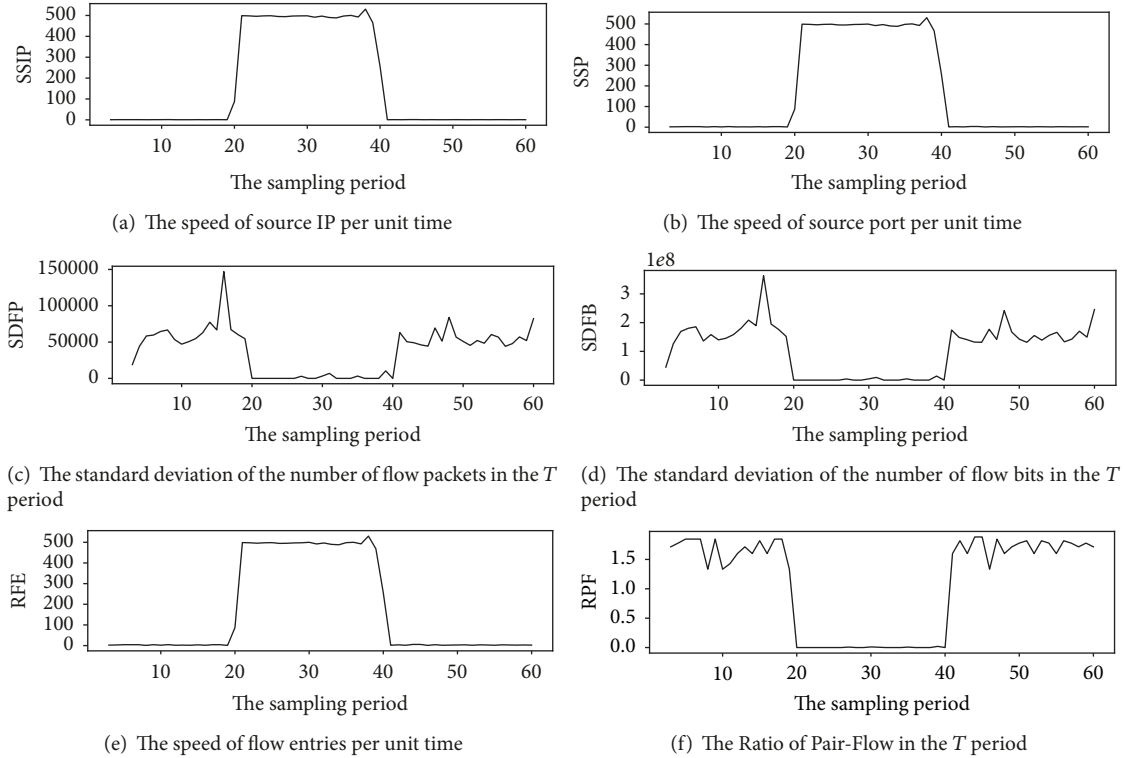 500
400
300
200
100
0
SSIP
10 20 30 40 50 60
The sampling period
(a) The speed of source IP per unit time
500
400
300
200
100
0
SSP
10 20 30 40 50 60
The sampling period
(b) The speed of source port per unit time
150000
100000
50000
0
SDFP
10 20 30 40 50 60
The sampling period
(c) The standard deviation of the number of flow packets in the T
period
1e8
3
2
1
0
SDFB
10 20 30 40 50 60
The sampling period
(d) The standard deviation of the number of flow bits in the T
period
500
400
300
200
100
0
RFE
10 20 30 40 50 60
The sampling period
(e) The speed of flow entries per unit time
1.5
1.0
0.5
0.0
RPF
10 20 30 40 50 60
The sampling period
(f) The Ratio of Pair-Flow in the T period